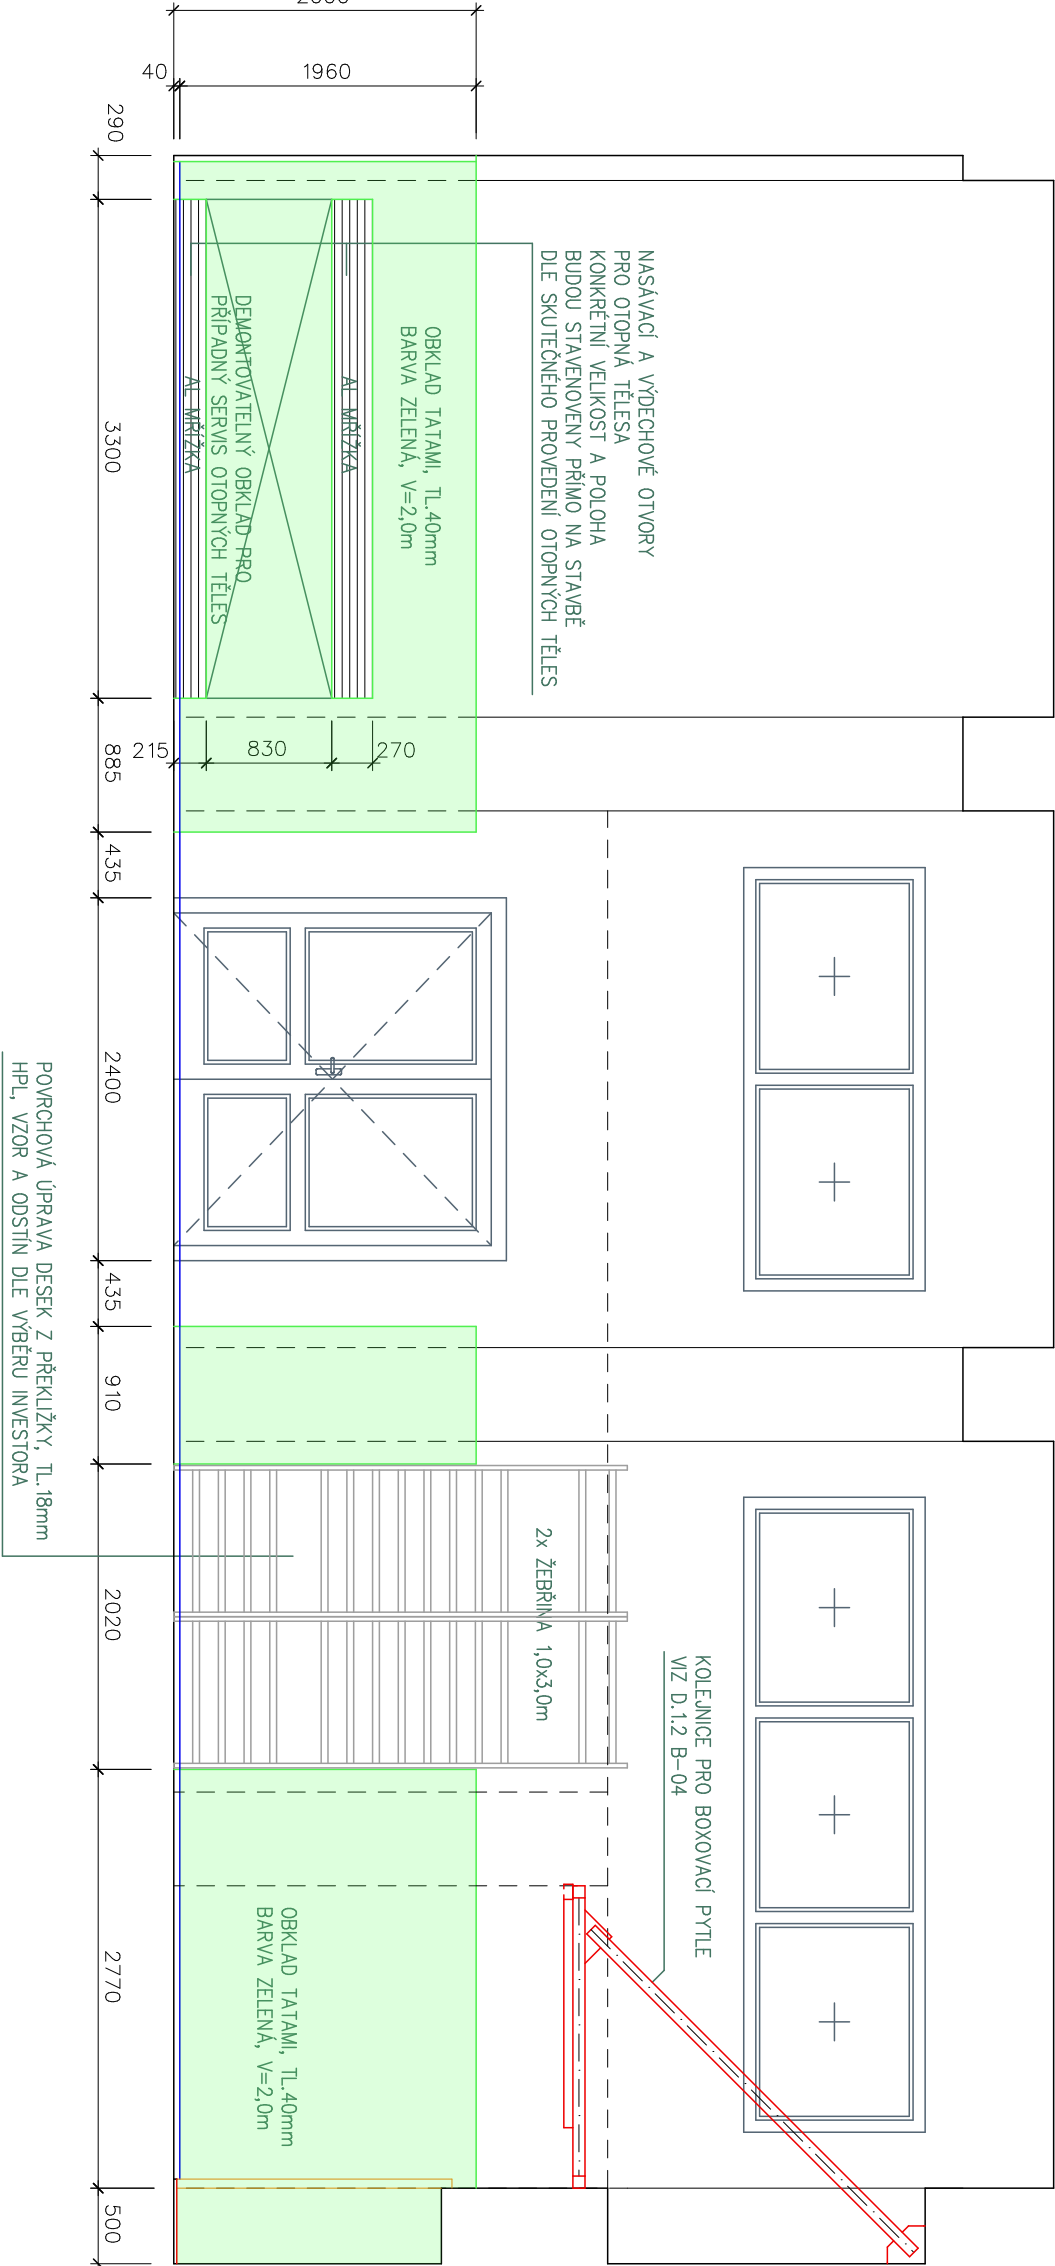 NASÁVACÍ A VÝDECHOVÉ OTVORY
PRO OTOPNÁ TĚLESA
KONKRÉTNÍ VELIKOST A POLOHA
BUDOU STAVENOVENY PŘÍMO NA STAVBĚ
DLE SKUTEČNÉHO PROVEDENÍ OTOPNÝCH TĚLES
OBKLAD TATAMI, TL.40mm
BARVA ZELENÁ, V=2,0m
AL MŘÍŽKA
DEMONTOVATELNÝ OBKLAD PRO
PŘÍPADNÝ SERVIS OTOPNÝCH TĚLES
AL MŘÍŽKA
KOLEJNICE PRO BOXOVACÍ PYTLE
VIZ D.1.2 B-04
2x ŽEBŘINA 1,0x3,0m
OBKLAD TATAMI, TL.40mm
BARVA ZELENÁ, V=2,0m
POVRCHOVÁ ÚPRAVA DESEK Z PŘEKLIŽKY, TL.18mm
HPL, VZOR A ODSTÍN DLE VÝBĚRU INVESTORA
1960
40
270
830
215
290
3300
885
435
2400
435
910
2020
2770
500